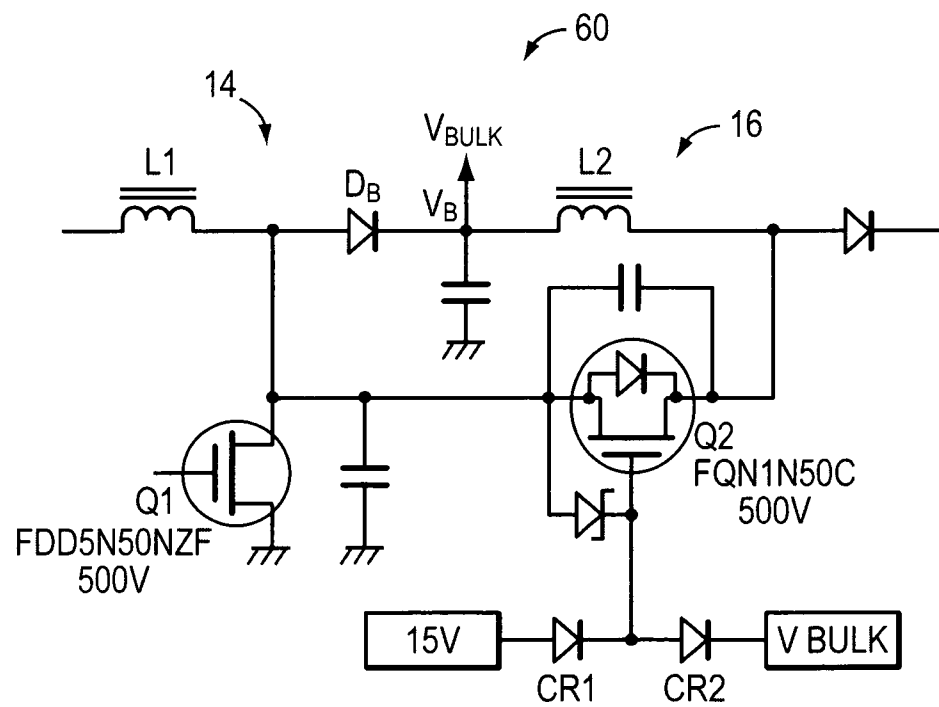 60
14
V_BULK
16
L1
D_B
V_B
L2
Q1
FDD5N50NZF
500V
Q2
FQN1N50C
500V
15V
CR1
CR2
V BULK